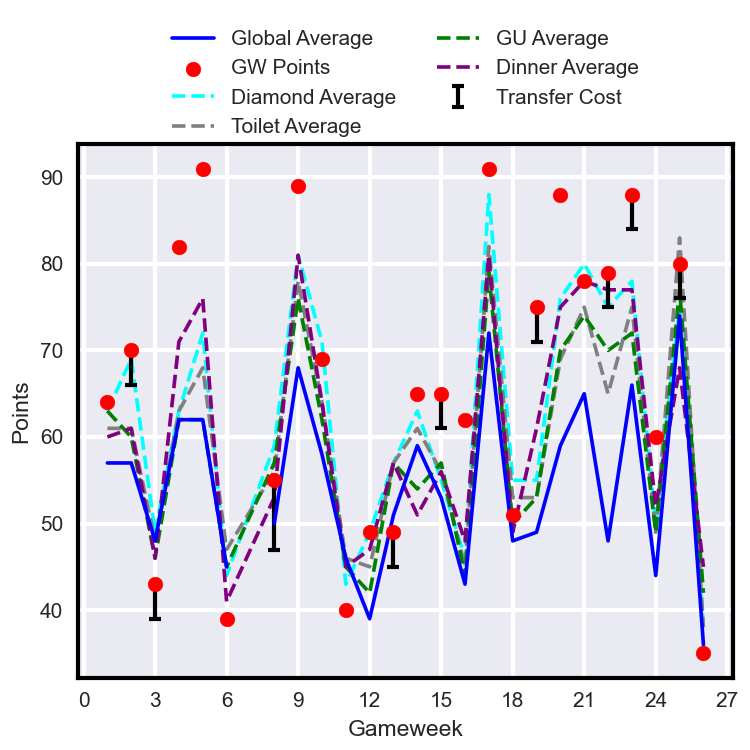 Global Average
GW Points
Diamond Average
Toilet Average
GU Average
Dinner Average
Transfer Cost
Points
90
80
70
60
50
40
0 3 6 9 12 15 18 21 24 27
Gameweek